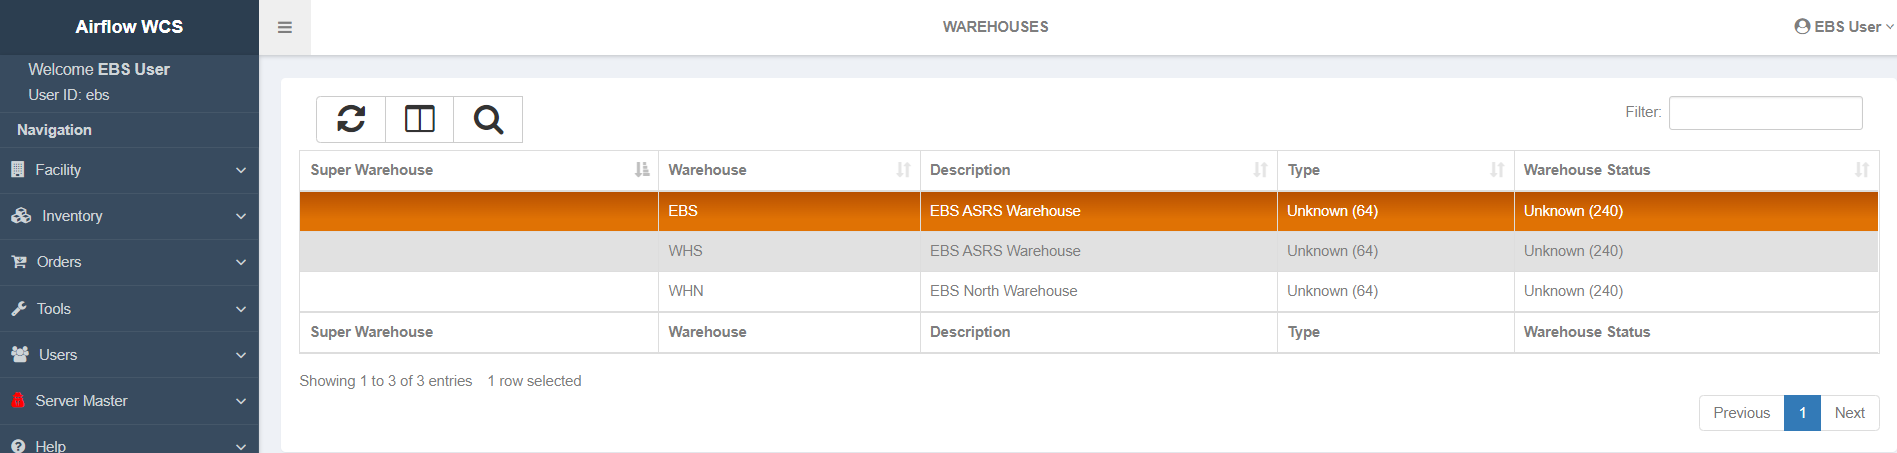 Airflow WCS
WAREHOUSES
EBS User
Welcome EBS User
User ID: ebs
Navigation
Facility
Inventory
Orders
Tools
Users
Server Master
Help
Filter:
Super Warehouse Warehouse Description Type Warehouse Status
EBS EBS ASRS Warehouse Unknown (64) Unknown (240)
WHS EBS ASRS Warehouse Unknown (64) Unknown (240)
WHN EBS North Warehouse Unknown (64) Unknown (240)
Super Warehouse Warehouse Description Type Warehouse Status
Showing 1 to 3 of 3 entries 1 row selected
Previous 1 Next